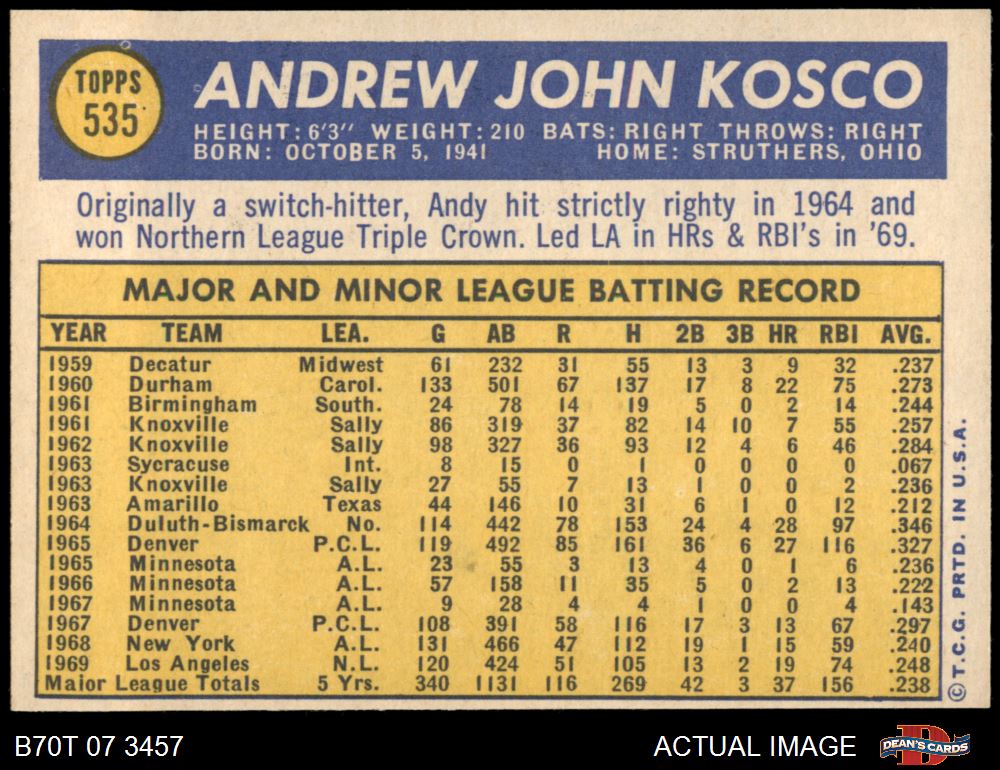 TOPPS
535
ANDREW JOHN KOSCO
HEIGHT: 6'3" WEIGHT: 210 BATS: RIGHT THROWS: RIGHT
BORN: OCTOBER 5, 1941 HOME: STRUTHERS, OHIO
Originally a switch-hitter, Andy hit strictly righty in 1964 and
won Northern League Triple Crown. Led LA in HRs & RBI's in '69.
MAJOR AND MINOR LEAGUE BATTING RECORD
YEAR TEAM LEA. G AB R H 2B 3B HR RBI AVG.
1959 Decatur Midwest 61 232 31 55 13 3 9 32 .237
1960 Durham Carol. 133 501 67 137 17 8 22 75 .273
1961 Birmingham South. 24 78 14 19 5 0 2 14 .244
1961 Knoxville Sally 86 319 37 82 14 10 7 55 .257
1962 Knoxville Sally 98 327 36 93 12 4 6 46 .284
1963 Sycracuse Int. 8 15 0 1 0 0 0 0 .067
1963 Knoxville Sally 27 55 7 13 1 0 0 2 .236
1963 Amarillo Texas 44 146 10 31 6 1 0 12 .212
1964 Duluth-Bismarck No. 114 442 78 153 24 4 28 97 .346
1965 Denver P.C.L. 119 492 85 161 36 6 27 116 .327
1965 Minnesota A.L. 23 55 3 13 4 0 1 6 .236
1966 Minnesota A.L. 57 158 11 35 5 0 2 13 .222
1967 Minnesota A.L. 9 28 4 4 1 0 0 4 .143
1967 Denver P.C.L. 108 391 58 116 17 3 13 67 .297
1968 New York A.L. 131 466 47 112 19 1 15 59 .240
1969 Los Angeles N.L. 120 424 51 105 13 2 19 74 .248
Major League Totals 5 Yrs. 340 1131 116 269 42 3 37 156 .238
©T.C.G. PRTD. IN U.S.A.
B70T 07 3457
ACTUAL IMAGE
D
DEAN'S CARDS